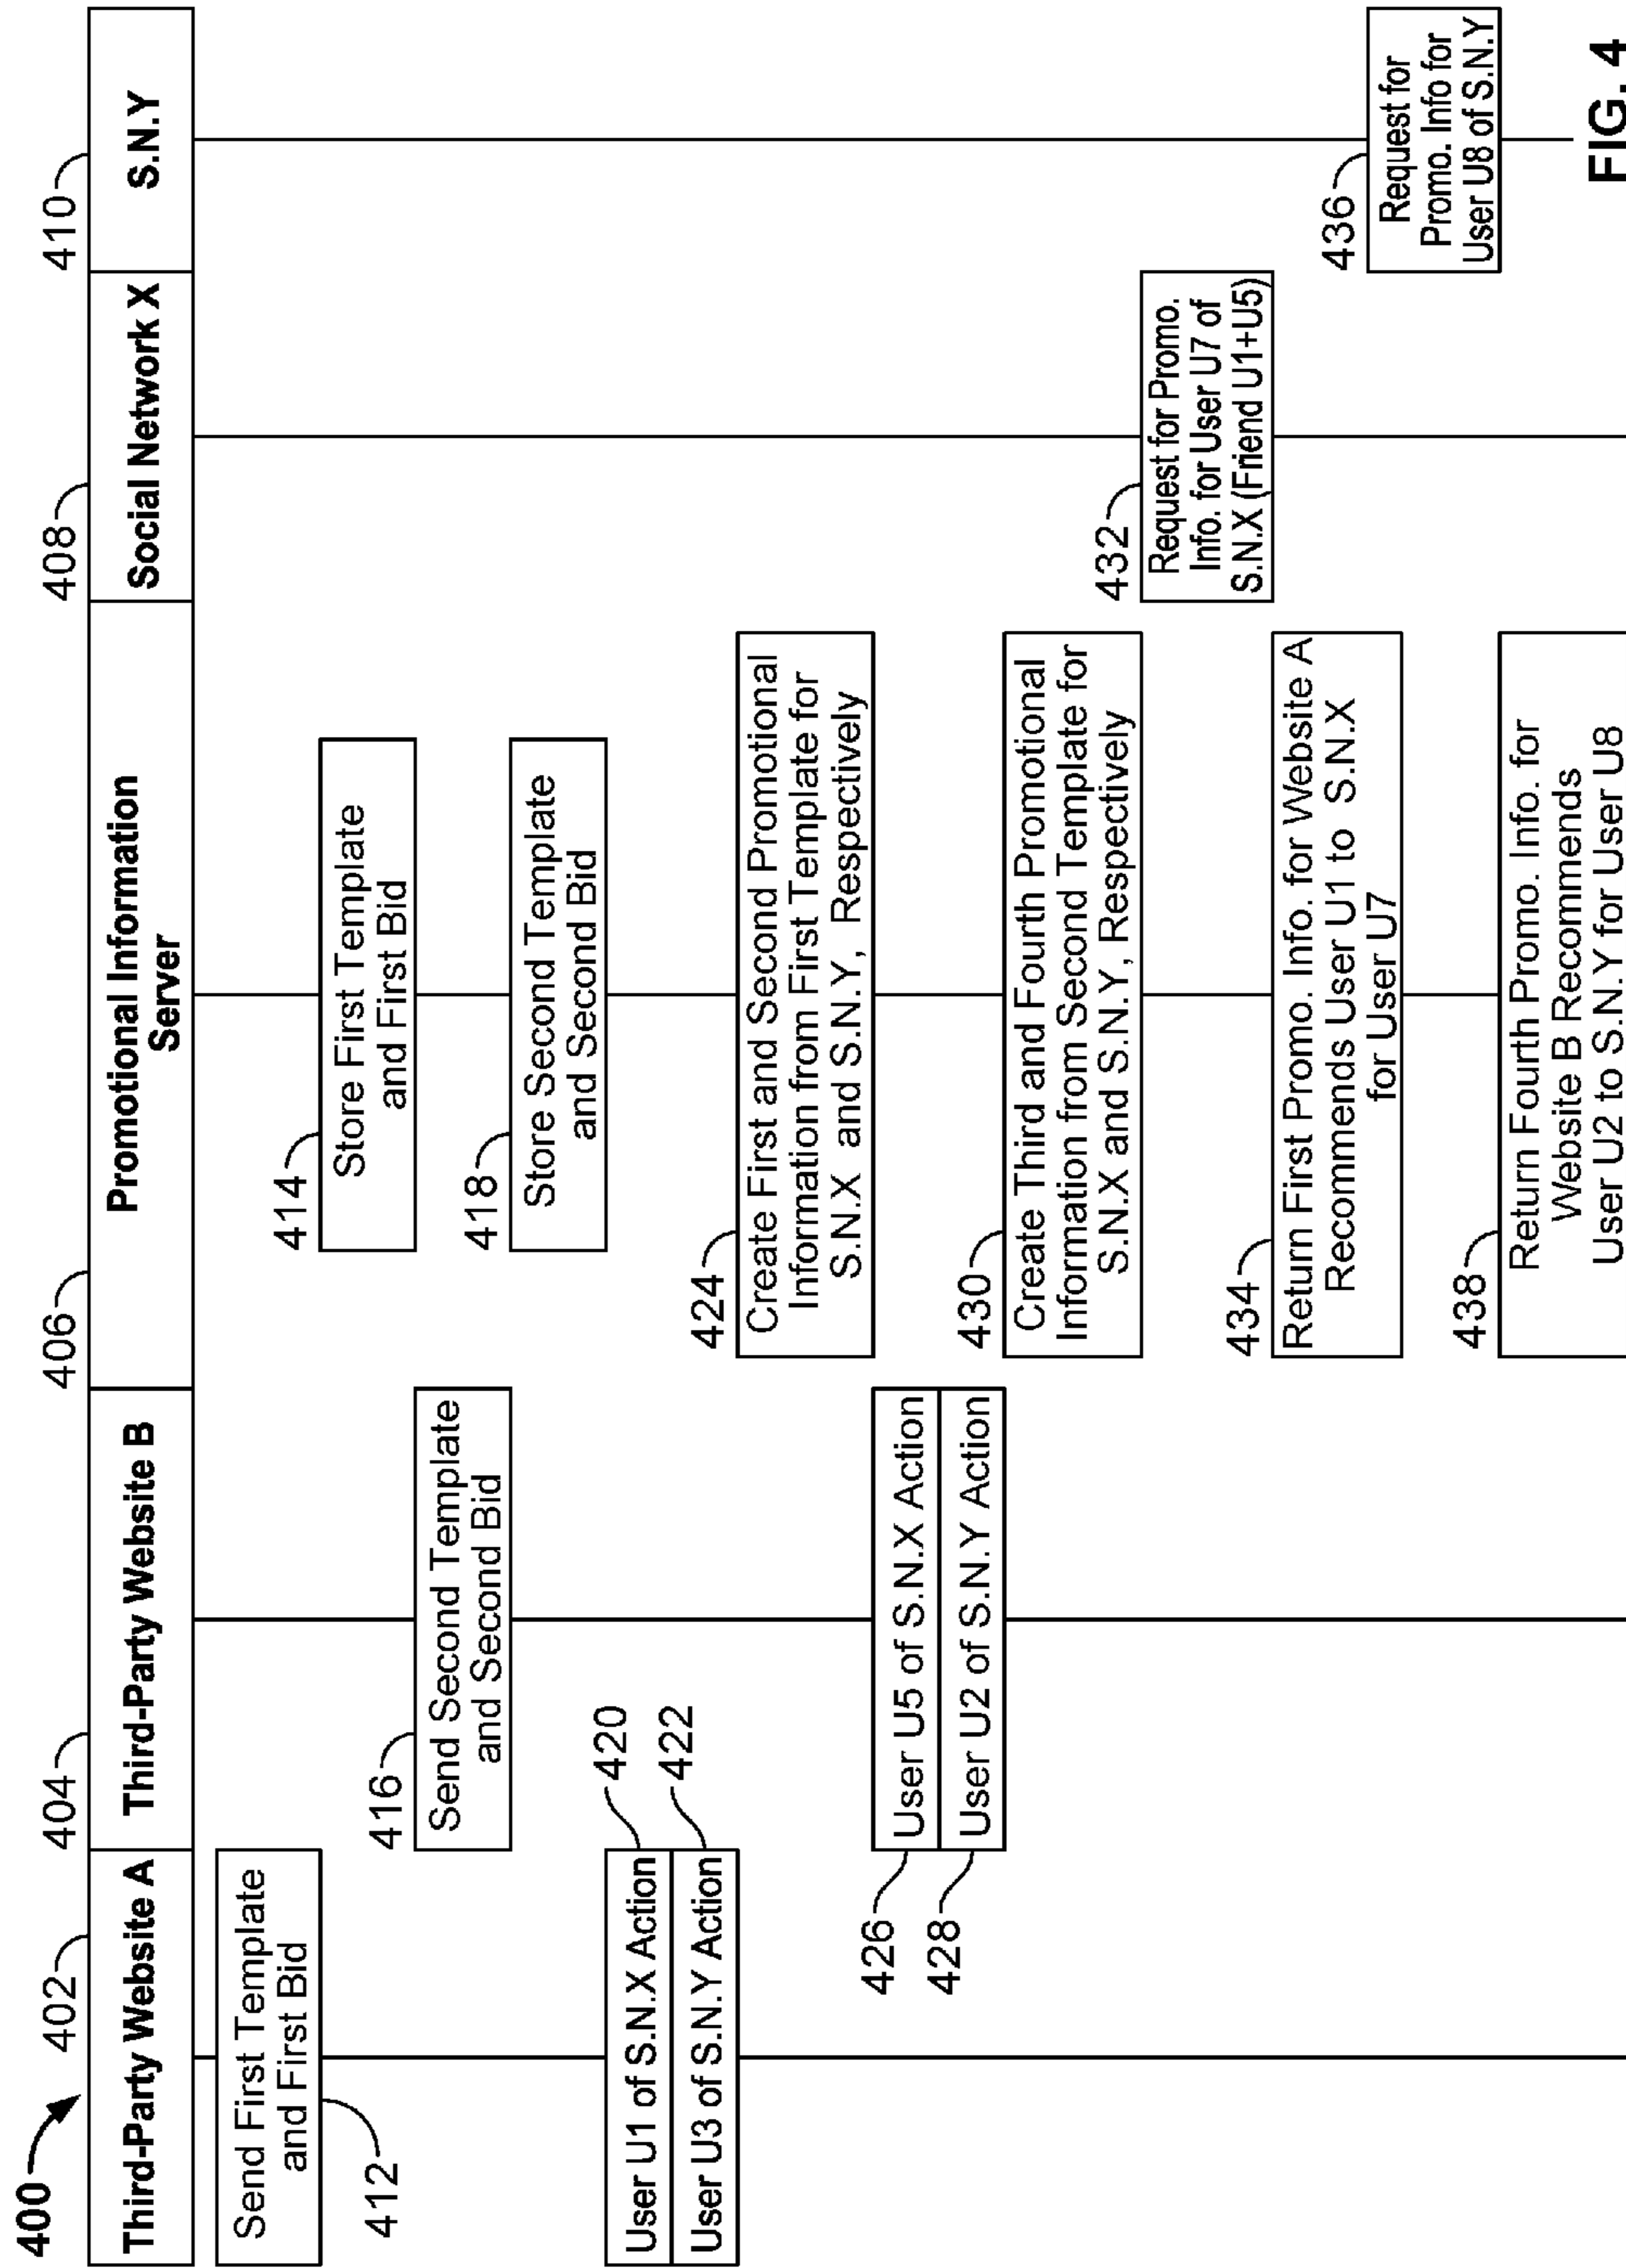 400
402
404
406
408
410
Third-Party Website A
Third-Party Website B
Promotional Information
Server
Social Network X
S.N.Y
Send First Template
and First Bid
412
414
Store First Template
and First Bid
416
Send Second Template
and Second Bid
418
Store Second Template
and Second Bid
User U1 of S.N.X Action
420
User U3 of S.N.Y Action
422
424
Create First and Second Promotional
Information from First Template for
S.N.X and S.N.Y, Respectively
426
User U5 of S.N.X Action
428
User U2 of S.N.Y Action
430
Create Third and Fourth Promotional
Information from Second Template for
S.N.X and S.N.Y, Respectively
432
Request for Promo.
Info. for User U7 of
S.N.X (Friend U1+U5)
434
Return First Promo. Info. for Website A
Recommends User U1 to S.N.X
for User U7
436
Request for
Promo. Info for
User U8 of S.N.Y
438
Return Fourth Promo. Info. for
Website B Recommends
User U2 to S.N.Y for User U8
FIG. 4